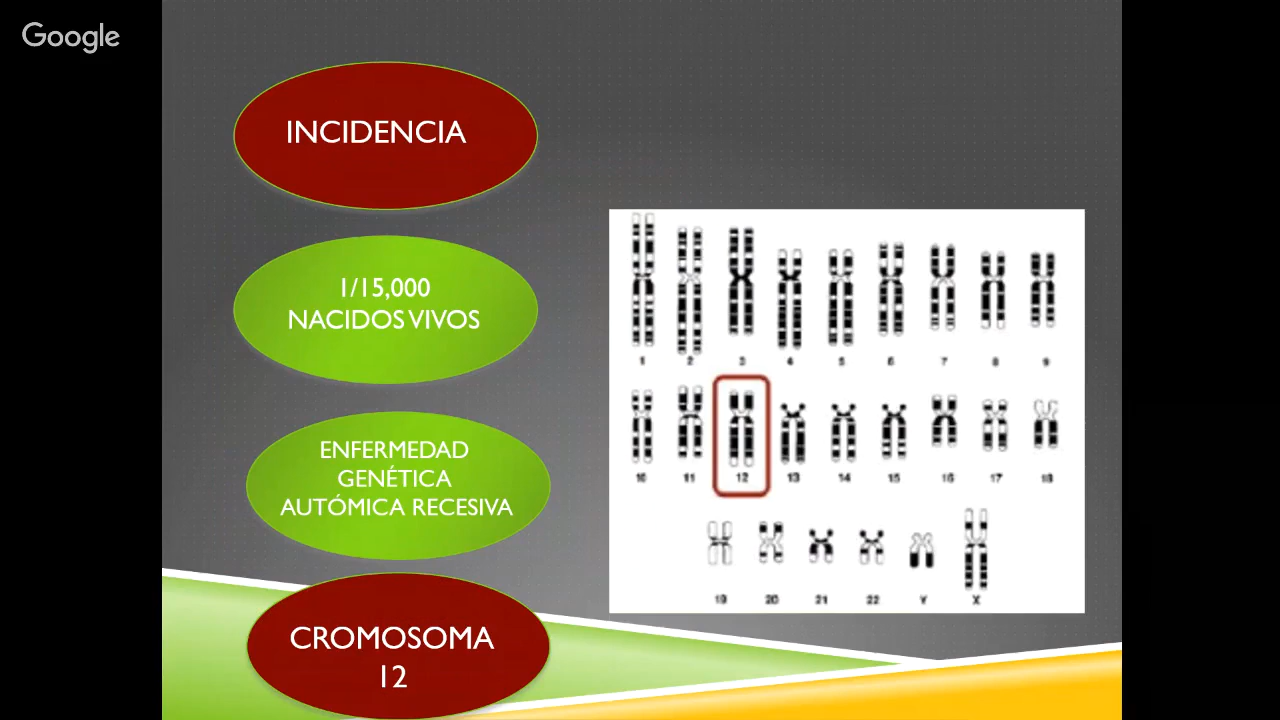 Google
INCIDENCIA
1/15,000
NACIDOS VIVOS
ENFERMEDAD
GENÉTICA
AUTÓMICA RECESIVA
CROMOSOMA
12
1 2 3 4 5 6 7 8 9
10 11 12 13 14 15 16 17 18
19 20 21 22 Y X